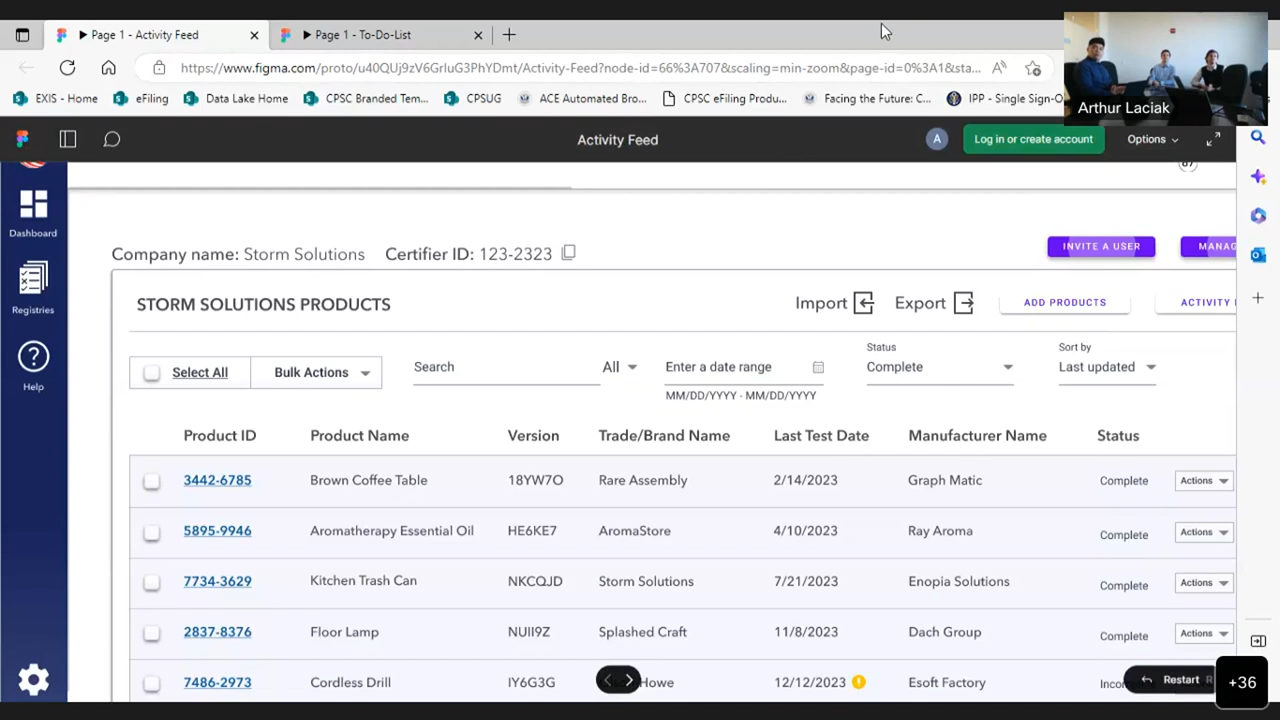 Page 1 - Activity Feed
Page 1 - To-Do-List
https://www.figma.com/proto/u40QUj9zV6GrluG3PhYDmr/Activity-Feed?node-id=66%3A707&scaling=min-zoom&page-id=0%3A1&sta...
EXIS - Home
eFiling
Data Lake Home
CPSC Branded Tem...
CPSUG
ACE Automated Bro...
CPSC eFiling Produ...
Facing the Future: C...
IPP - Single Sign-O
Arthur Laciak
Activity Feed
A
Log in or create account
Options
Dashboard
Registries
Help
Company name: Storm Solutions Certifier ID: 123-2323
INVITE A USER
MANAG
STORM SOLUTIONS PRODUCTS
Import
Export
ADD PRODUCTS
ACTIVITY
Select All
Bulk Actions
Search
All
Enter a date range
MM/DD/YYYY - MM/DD/YYYY
Status
Complete
Sort by
Last updated
Product ID Product Name Version Trade/Brand Name Last Test Date Manufacturer Name Status
3442-6785 Brown Coffee Table 18YW7O Rare Assembly 2/14/2023 Graph Matic Complete Actions
5895-9946 Aromatherapy Essential Oil HE6KE7 AromaStore 4/10/2023 Ray Aroma Complete Actions
7734-3629 Kitchen Trash Can NKCQJD Storm Solutions 7/21/2023 Enopia Solutions Complete Actions
2837-8376 Floor Lamp NUII9Z Splashed Craft 11/8/2023 Dach Group Complete Actions
7486-2973 Cordless Drill IY6G3G Howe 12/12/2023 Esoft Factory Incor
Restart R
+36